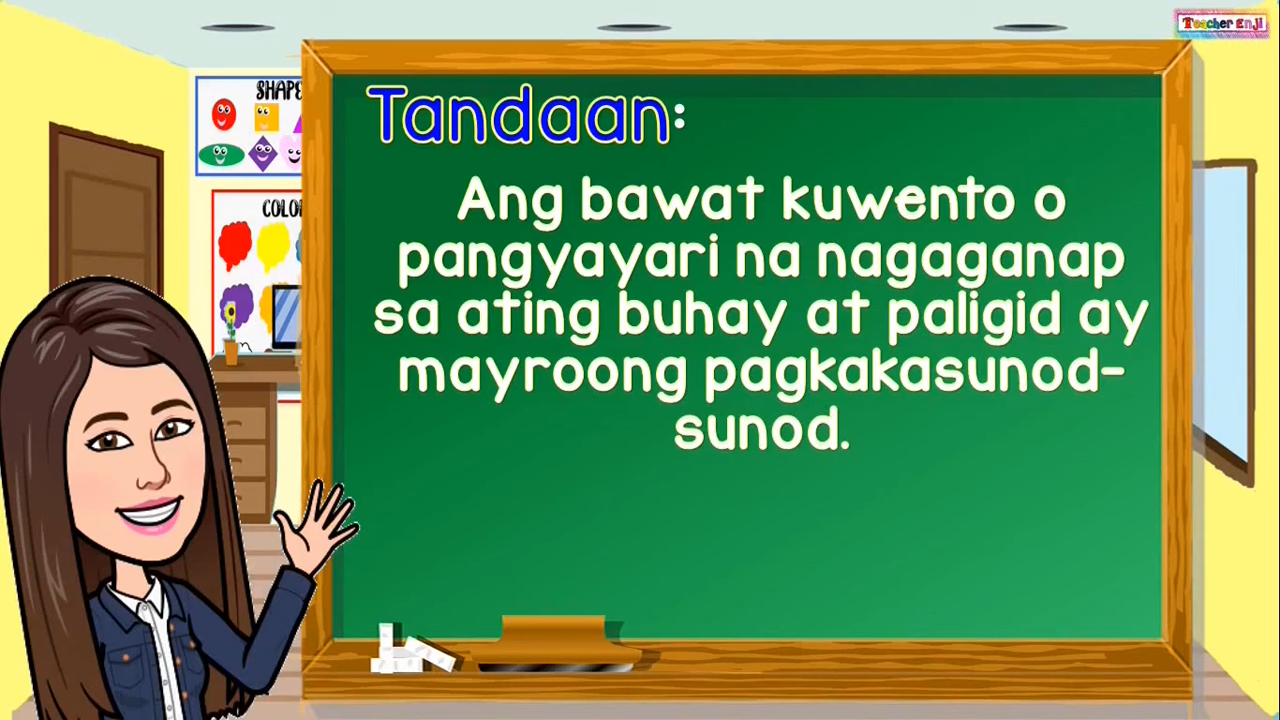 Teacher Enji
SHAPE
COLO
Tandaan:
Ang bawat kuwento o
pangyayari na nagaganap
sa ating buhay at paligid ay
mayroong pagkakasunod-
sunod.